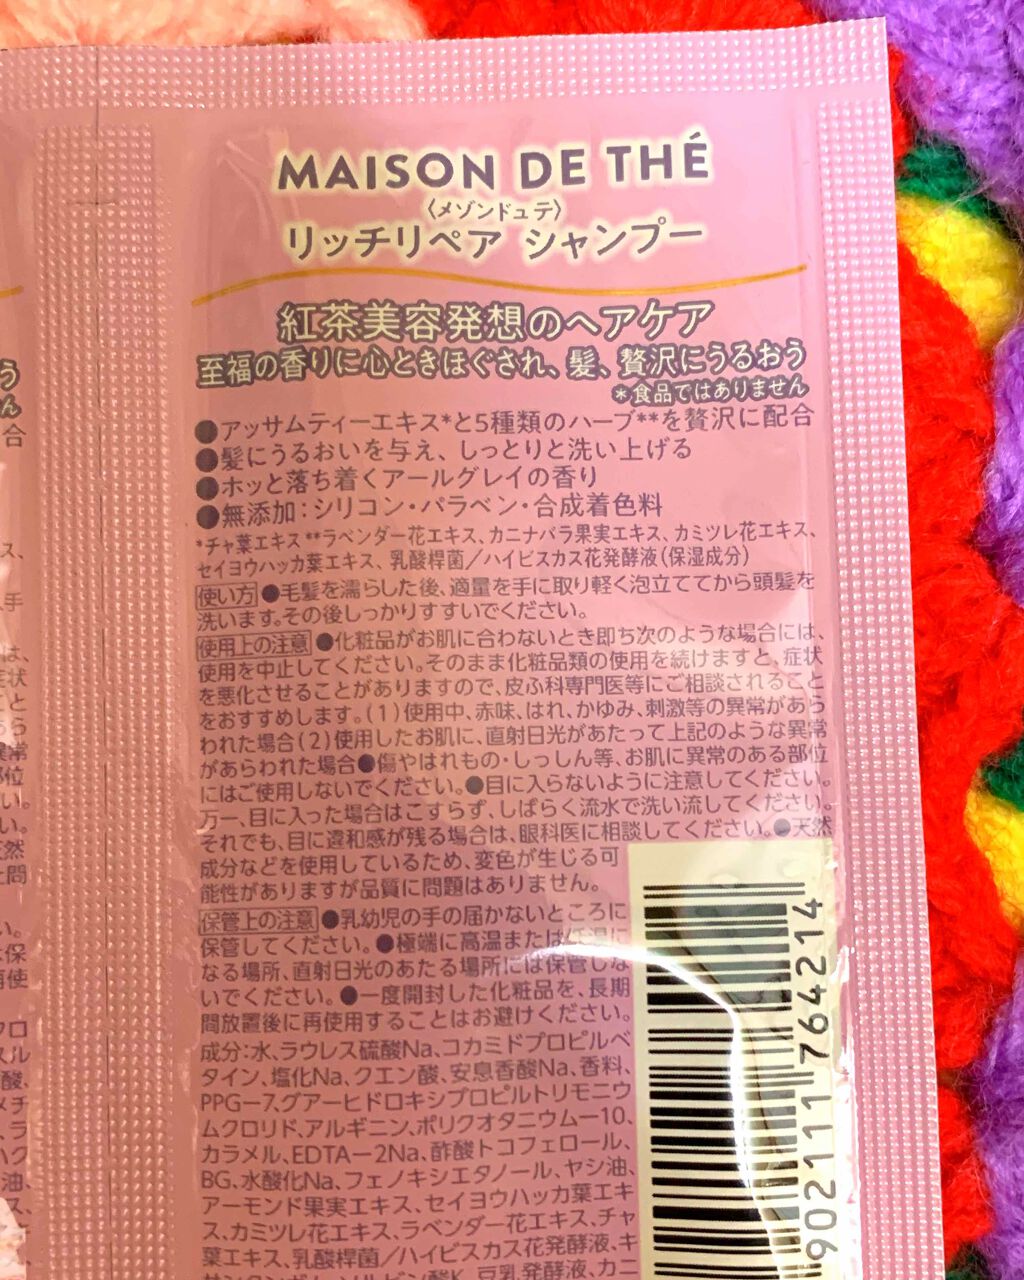 MAISON DE THÉ
〈メゾンドュテ〉
リッチリペア シャンプー
紅茶美容発想のヘアケア
至福の香りに心ときほぐされ、髪、贅沢にうるおう
*食品ではありません
●アッサムティーエキス*と5種類のハーブ**を贅沢に配合
●髪にうるおいを与え、しっとりと洗い上げる
●ホッと落ち着くアールグレイの香り
●無添加:シリコン・パラベン・合成着色料
*チャ葉エキス **ラベンダー花エキス、カニナバラ果実エキス、カミツレ花エキス、
セイヨウハッカ葉エキス、乳酸桿菌/ハイビスカス花発酵液(保湿成分)
使い方 ●毛髪を濡らした後、適量を手に取り軽く泡立ててから頭髪を
洗います。その後しっかりすすいでください。
使用上の注意 ●化粧品がお肌に合わないとき即ち次のような場合には、
使用を中止してください。そのまま化粧品類の使用を続けますと、症状
を悪化させることがありますので、皮ふ科専門医等にご相談されること
をおすすめします。(1)使用中、赤味、はれ、かゆみ、刺激等の異常があら
われた場合(2)使用したお肌に、直射日光があたって上記のような異常
があらわれた場合●傷やはれもの・しっしん等、お肌に異常のある部位
にはご使用しないでください。●目に入らないように注意してください。
万一、目に入った場合はこすらず、しばらく流水で洗い流してください。
それでも、目に違和感が残る場合は、眼科医に相談してください。●天然
成分などを使用しているため、変色が生じる可
能性がありますが品質に問題はありません。
保管上の注意 ●乳幼児の手の届かないところに
保管してください。●極端に高温または低温に
なる場所、直射日光のあたる場所には保管しな
いでください。●一度開封した化粧品を、長期
間放置後に再使用することはお避けください。
成分:水、ラウレス硫酸Na、コカミドプロピルベ
タイン、塩化Na、クエン酸、安息香酸Na、香料、
PPG-7、グアーヒドロキシプロピルトリモニウ
ムクロリド、アルギニン、ポリクオタニウム-10、
カラメル、EDTA-2Na、酢酸トコフェロール、
BG、水酸化Na、フェノキシエタノール、ヤシ油、
アーモンド果実エキス、セイヨウハッカ葉エキ
ス、カミツレ花エキス、ラベンダー花エキス、チャ
葉エキス、乳酸桿菌/ハイビスカス花発酵液、キ
902111764214